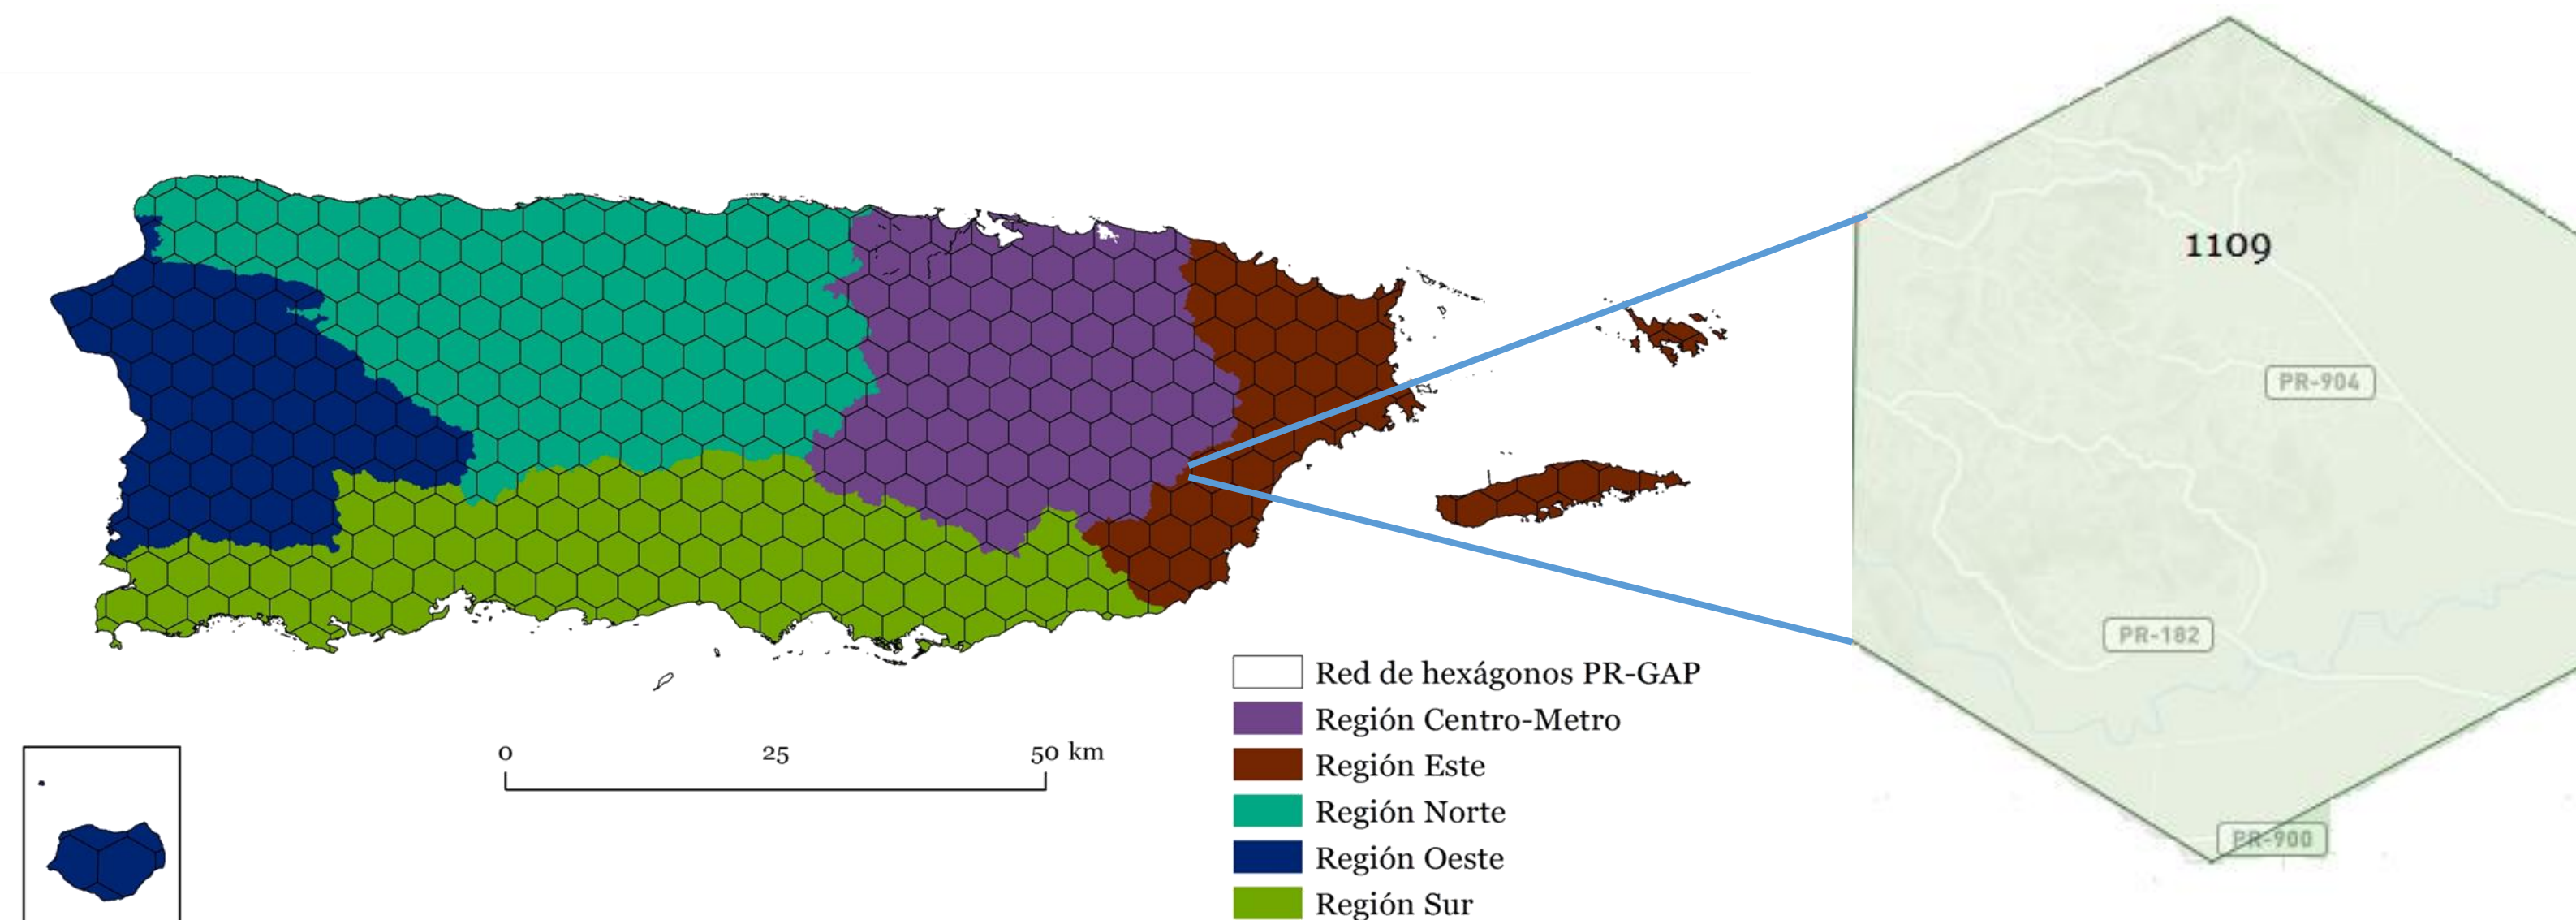 1109
PR-904
PR-182
PR-900
Red de hexágonos PR-GAP
Región Centro-Metro
Región Este
Región Norte
Región Oeste
Región Sur
0 25 50 km